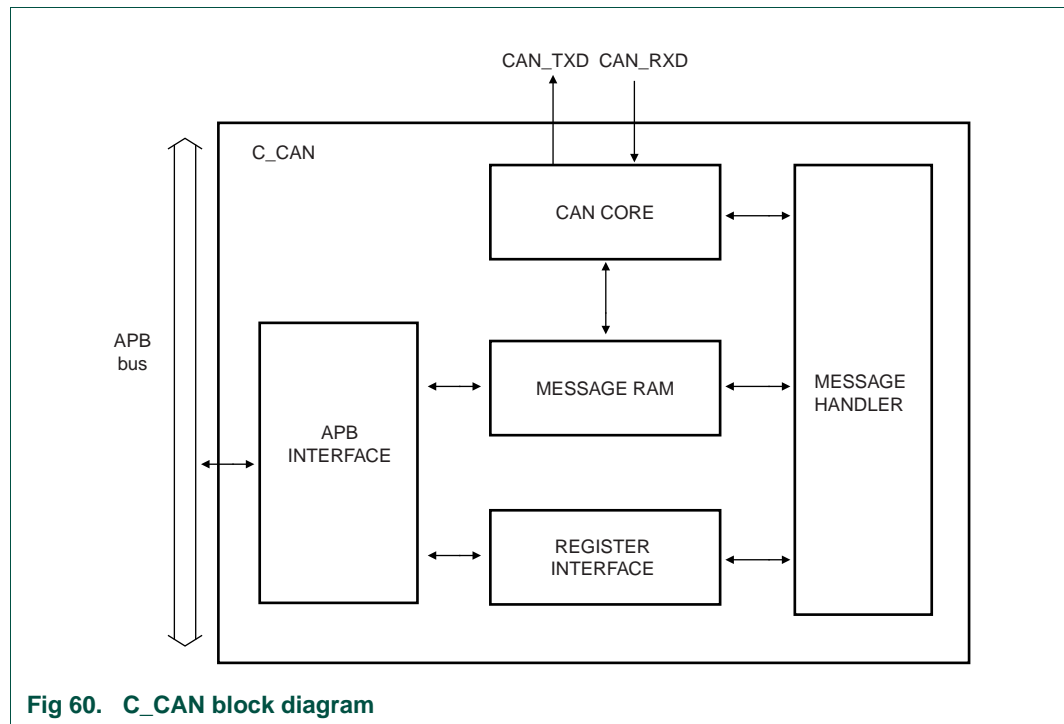 CAN_TXD CAN_RXD
C_CAN
CAN CORE
APB
bus
MESSAGE RAM
MESSAGE
HANDLER
APB
INTERFACE
REGISTER
INTERFACE
Fig 60. C_CAN block diagram